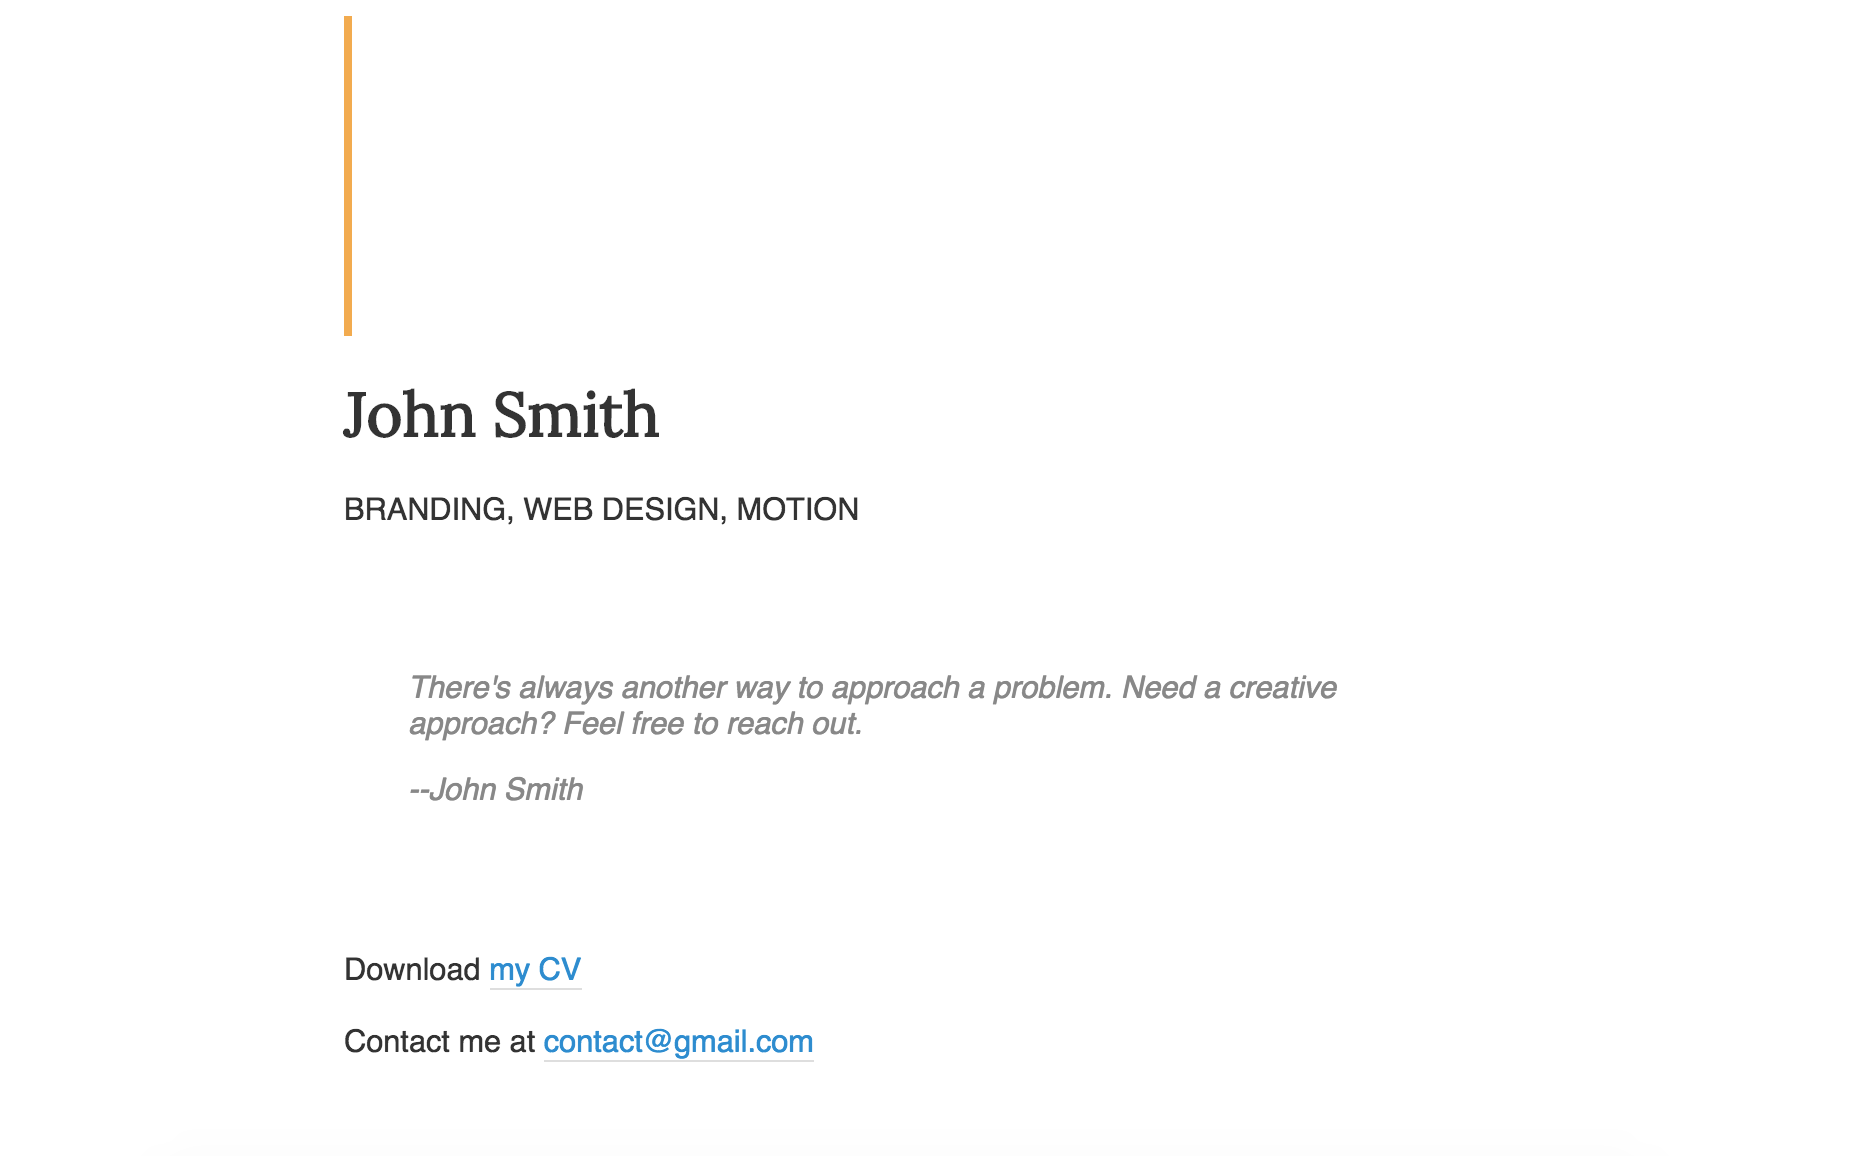 John Smith
BRANDING, WEB DESIGN, MOTION
There's always another way to approach a problem. Need a creative
approach? Feel free to reach out.
--John Smith
Download my CV
Contact me at contact@gmail.com